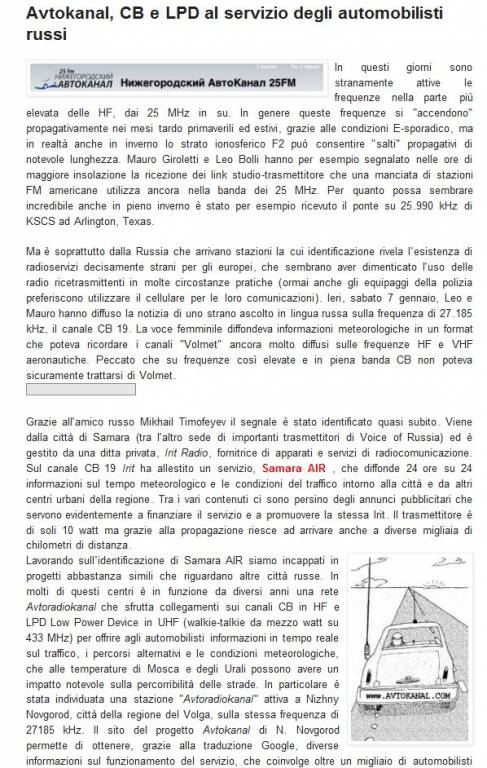 Avtokanal, CB e LPD al servizio degli automobilisti
russi
25 fm
НИЖЕГОРОДСКИЙ
АВТОКАНАЛ
Нижегородский АвтоКанал 25FM
In questi giorni sono
stranamente attive le
frequenze nella parte più
elevata delle HF, dai 25 MHz in su. In genere queste frequenze si "accendono"
propagativamente nei mesi tardo primaverili ed estivi, grazie alle condizioni E-sporadico, ma
in realtà anche in inverno lo strato ionosferico F2 può consentire "salti" propagativi di
notevole lunghezza. Mauro Giroletti e Leo Bolli hanno per esempio segnalato nelle ore di
maggiore insolazione la ricezione dei link studio-trasmettitore che una manciata di stazioni
FM americane utilizza ancora nella banda dei 25 MHz. Per quanto possa sembrare
incredibile anche in pieno inverno è stato per esempio ricevuto il ponte su 25.990 kHz di
KSCS ad Arlington, Texas.
Ma è soprattutto dalla Russia che arrivano stazioni la cui identificazione rivela l'esistenza di
radioservizi decisamente strani per gli europei, che sembrano aver dimenticato l'uso delle
radio ricetrasmittenti in molte circostanze pratiche (ormai anche gli equipaggi della polizia
preferiscono utilizzare il cellulare per le loro comunicazioni). Ieri, sabato 7 gennaio, Leo e
Mauro hanno diffuso la notizia di uno strano ascolto in lingua russa sulla frequenza di 27.185
kHz, il canale CB 19. La voce femminile diffondeva informazioni meteorologiche in un format
che poteva ricordare i canali "Volmet" ancora molto diffusi sulle frequenze HF e VHF
aeronautiche. Peccato che su frequenze così elevate e in piena banda CB non poteva
sicuramente trattarsi di Volmet.
Grazie all'amico russo Mikhail Timofeyev il segnale è stato identificato quasi subito. Viene
dalla città di Samara (tra l'altro sede di importanti trasmettitori di Voice of Russia) ed è
gestito da una ditta privata, Irit Radio, fornitrice di apparati e servizi di radiocomunicazione.
Sul canale CB 19 Irit ha allestito un servizio, Samara AIR , che diffonde 24 ore su 24
informazioni sul tempo meteorologico e le condizioni del traffico intorno alla città e da altri
centri urbani della regione. Tra i vari contenuti ci sono persino degli annunci pubblicitari che
servono evidentemente a finanziare il servizio e a promuovere la stessa Irit. Il trasmettitore è
di soli 10 watt ma grazie alla propagazione riesce ad arrivare anche a diverse migliaia di
chilometri di distanza.
Lavorando sull'identificazione di Samara AIR siamo incappati in
progetti abbastanza simili che riguardano altre città russe. In
molti di questi centri è in funzione da diversi anni una rete
Avtoradiokanal che sfrutta collegamenti sui canali CB in HF e
LPD Low Power Device in UHF (walkie-talkie da mezzo watt su
433 MHz) per offrire agli automobilisti informazioni in tempo reale
sul traffico, i percorsi alternativi e le condizioni meteorologiche,
che alle temperature di Mosca e degli Urali possono avere un
impatto notevole sulla percorribilità delle strade. In particolare è
stata individuata una stazione "Avtoradiokanal" attiva a Nizhny
Novgorod, città della regione del Volga, sulla stessa frequenza di
27185 kHz. Il sito del progetto Avtokanal di N. Novgorod
permette di ottenere, grazie alla traduzione Google, diverse
informazioni sul funzionamento del servizio, che coinvolge oltre un migliaio di automobilisti
www.AVTOKANAL.com